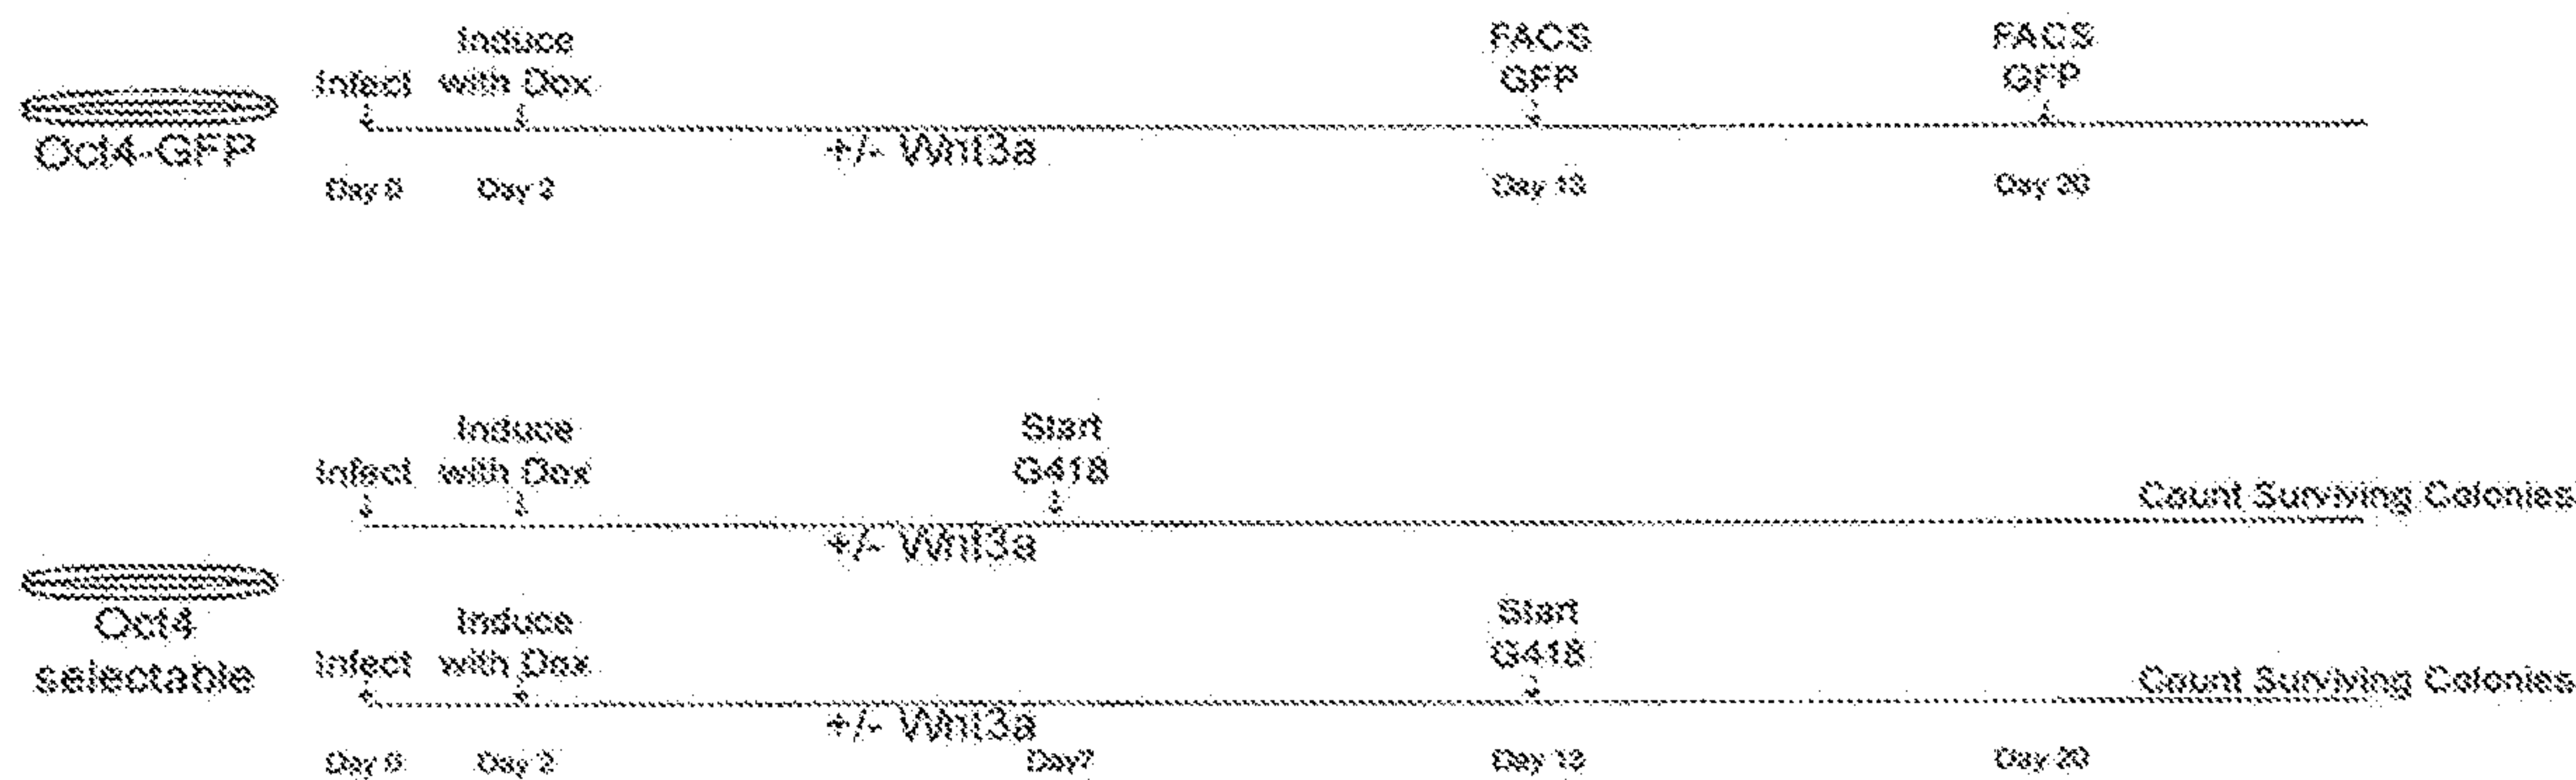 Induce
Infect with Dox
FACS
GFP
FACS
GFP
Oct4-GFP
+/- Wnt3a
Day 0
Day 2
Day 13
Day 20
Induce
Infect with Dox
Start
G418
Count Surviving Colonies
+/- Wnt3a
Oct4
selectable
Induce
Infect with Dox
Start
G418
Count Surviving Colonies
+/- Wnt3a
Day 0
Day 2
Day7
Day 13
Day 20